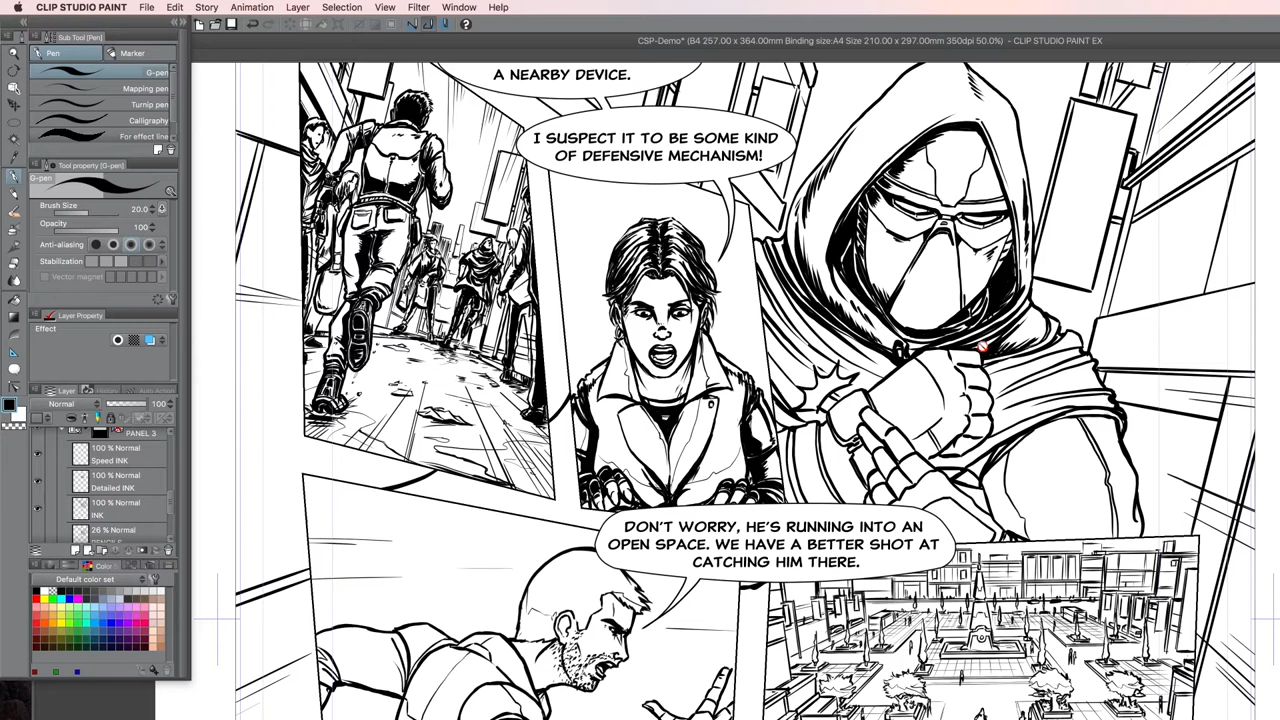 CLIP STUDIO PAINT File Edit Story Animation Layer Selection View Filter Window Help
CSP-Demo* (B4 257.00 x 364.00mm Binding size:A4 Size 210.00 x 297.00mm 350dpi 50.0%) - CLIP STUDIO PAINT EX
Sub Tool [Pen]
Pen
Marker
G-pen
Mapping pen
Turnip pen
Calligraphy
For effect line
Tool property [G-pen]
G-pen
Brush Size 20.0
Opacity 100
Anti-aliasing
Stabilization
Vector magnet
Layer Property
Effect
Layer History Auto Action
Normal 100
PANEL 3
100 % Normal
Speed INK
100 % Normal
Detailed INK
100 % Normal
INK
26 % Normal
PENCILS
Color
Default color set
A NEARBY DEVICE.
I SUSPECT IT TO BE SOME KIND
OF DEFENSIVE MECHANISM!
DON'T WORRY, HE'S RUNNING INTO AN
OPEN SPACE. WE HAVE A BETTER SHOT AT
CATCHING HIM THERE.